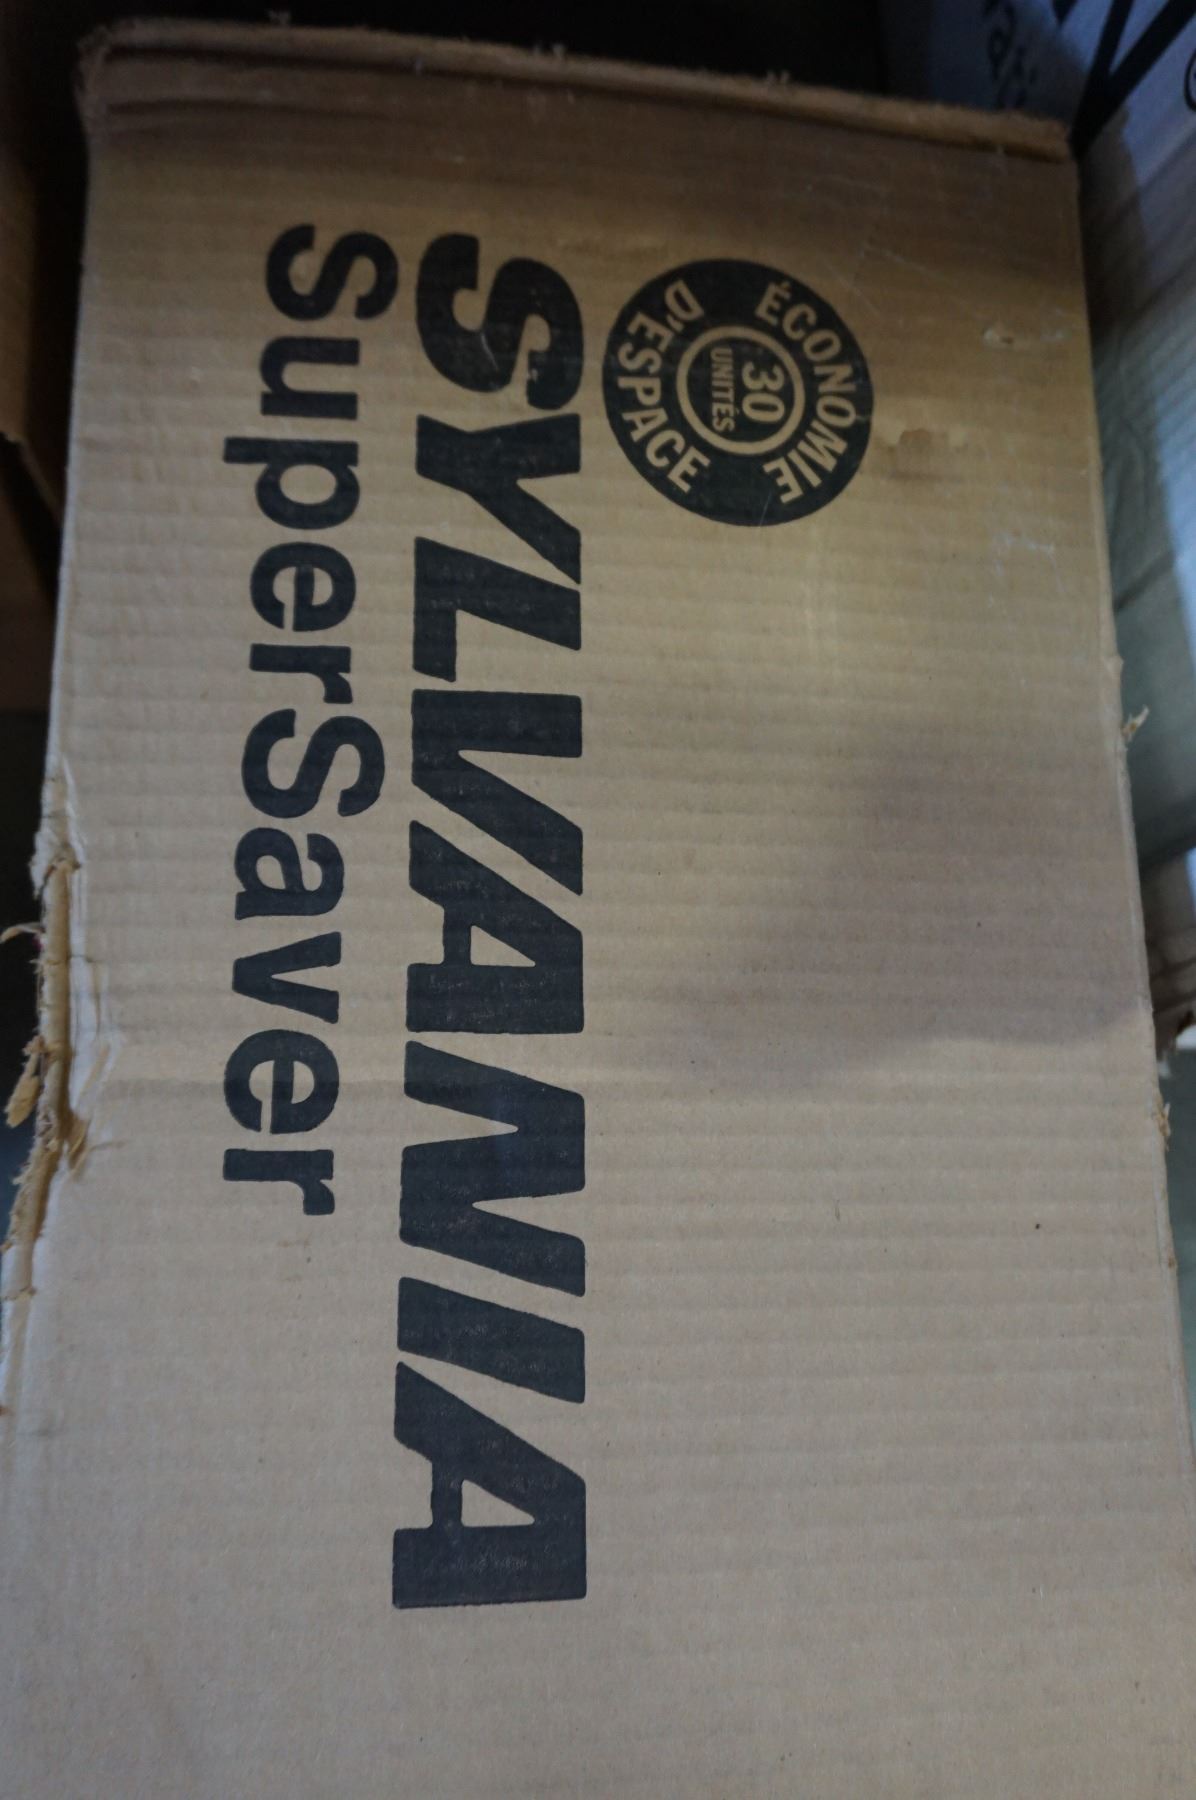 ÉCONOMIE
D'ESPACE
30
UNITÉS
SYLVANIA
SuperSaver